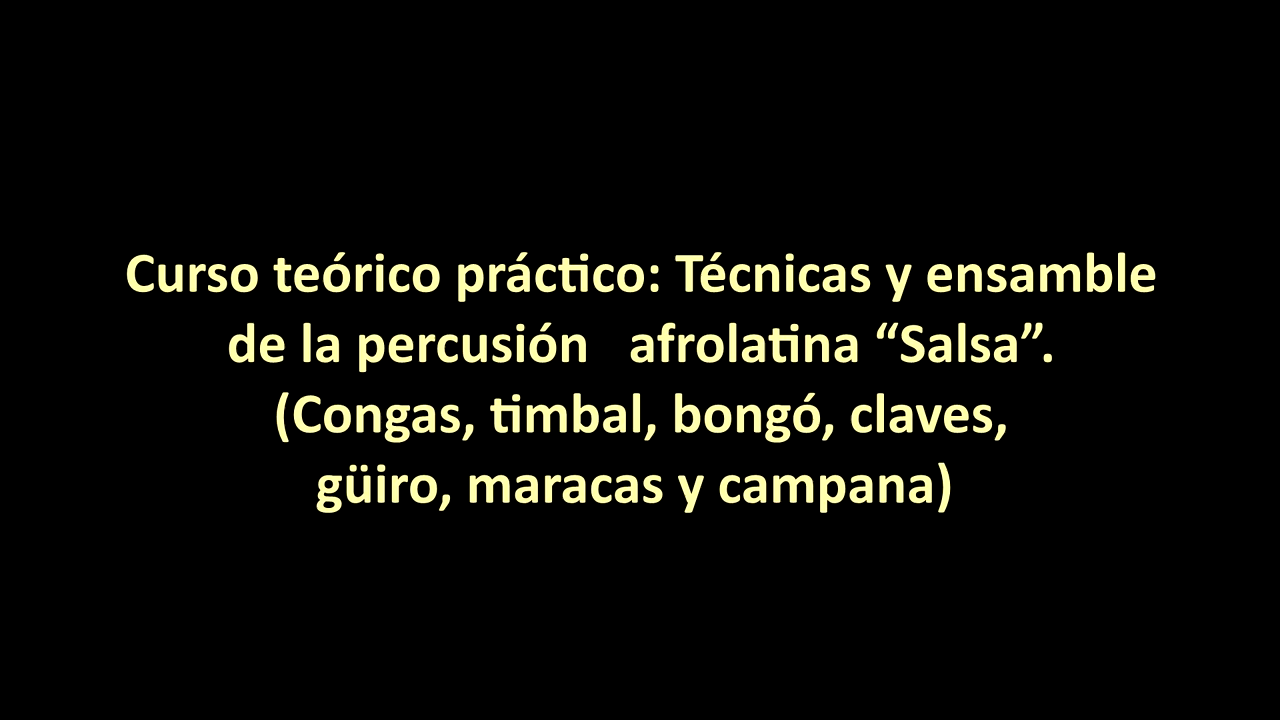 Curso teórico práctico: Técnicas y ensamble
de la percusión   afrolatina “Salsa”.
(Congas, timbal, bongó, claves,
güiro, maracas y campana)